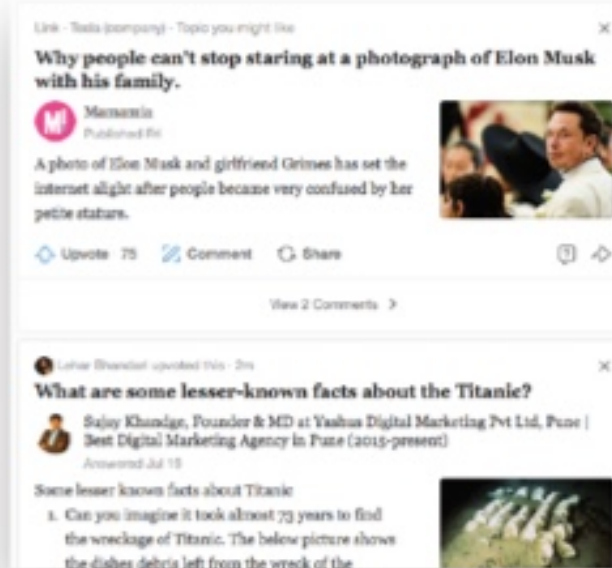 Link · Tesla (company) · Topic you might like
Why people can't stop staring at a photograph of Elon Musk
with his family.
Mamamia
Published Fri
A photo of Elon Musk and girlfriend Grimes has set the
internet alight after people became very confused by her
petite stature.
Upvote 75 Comment Share
View 2 Comments >
Bhandari upvoted this · 2m
What are some lesser-known facts about the Titanic?
Sujay Khandge, Founder & MD at Yashus Digital Marketing Pvt Ltd, Pune |
Best Digital Marketing Agency in Pune (2015-present)
Answered Jul 15
Some lesser known facts about Titanic
1. Can you imagine it took almost 73 years to find
the wreckage of Titanic. The below picture shows
the dishes debris left from the wreck of the